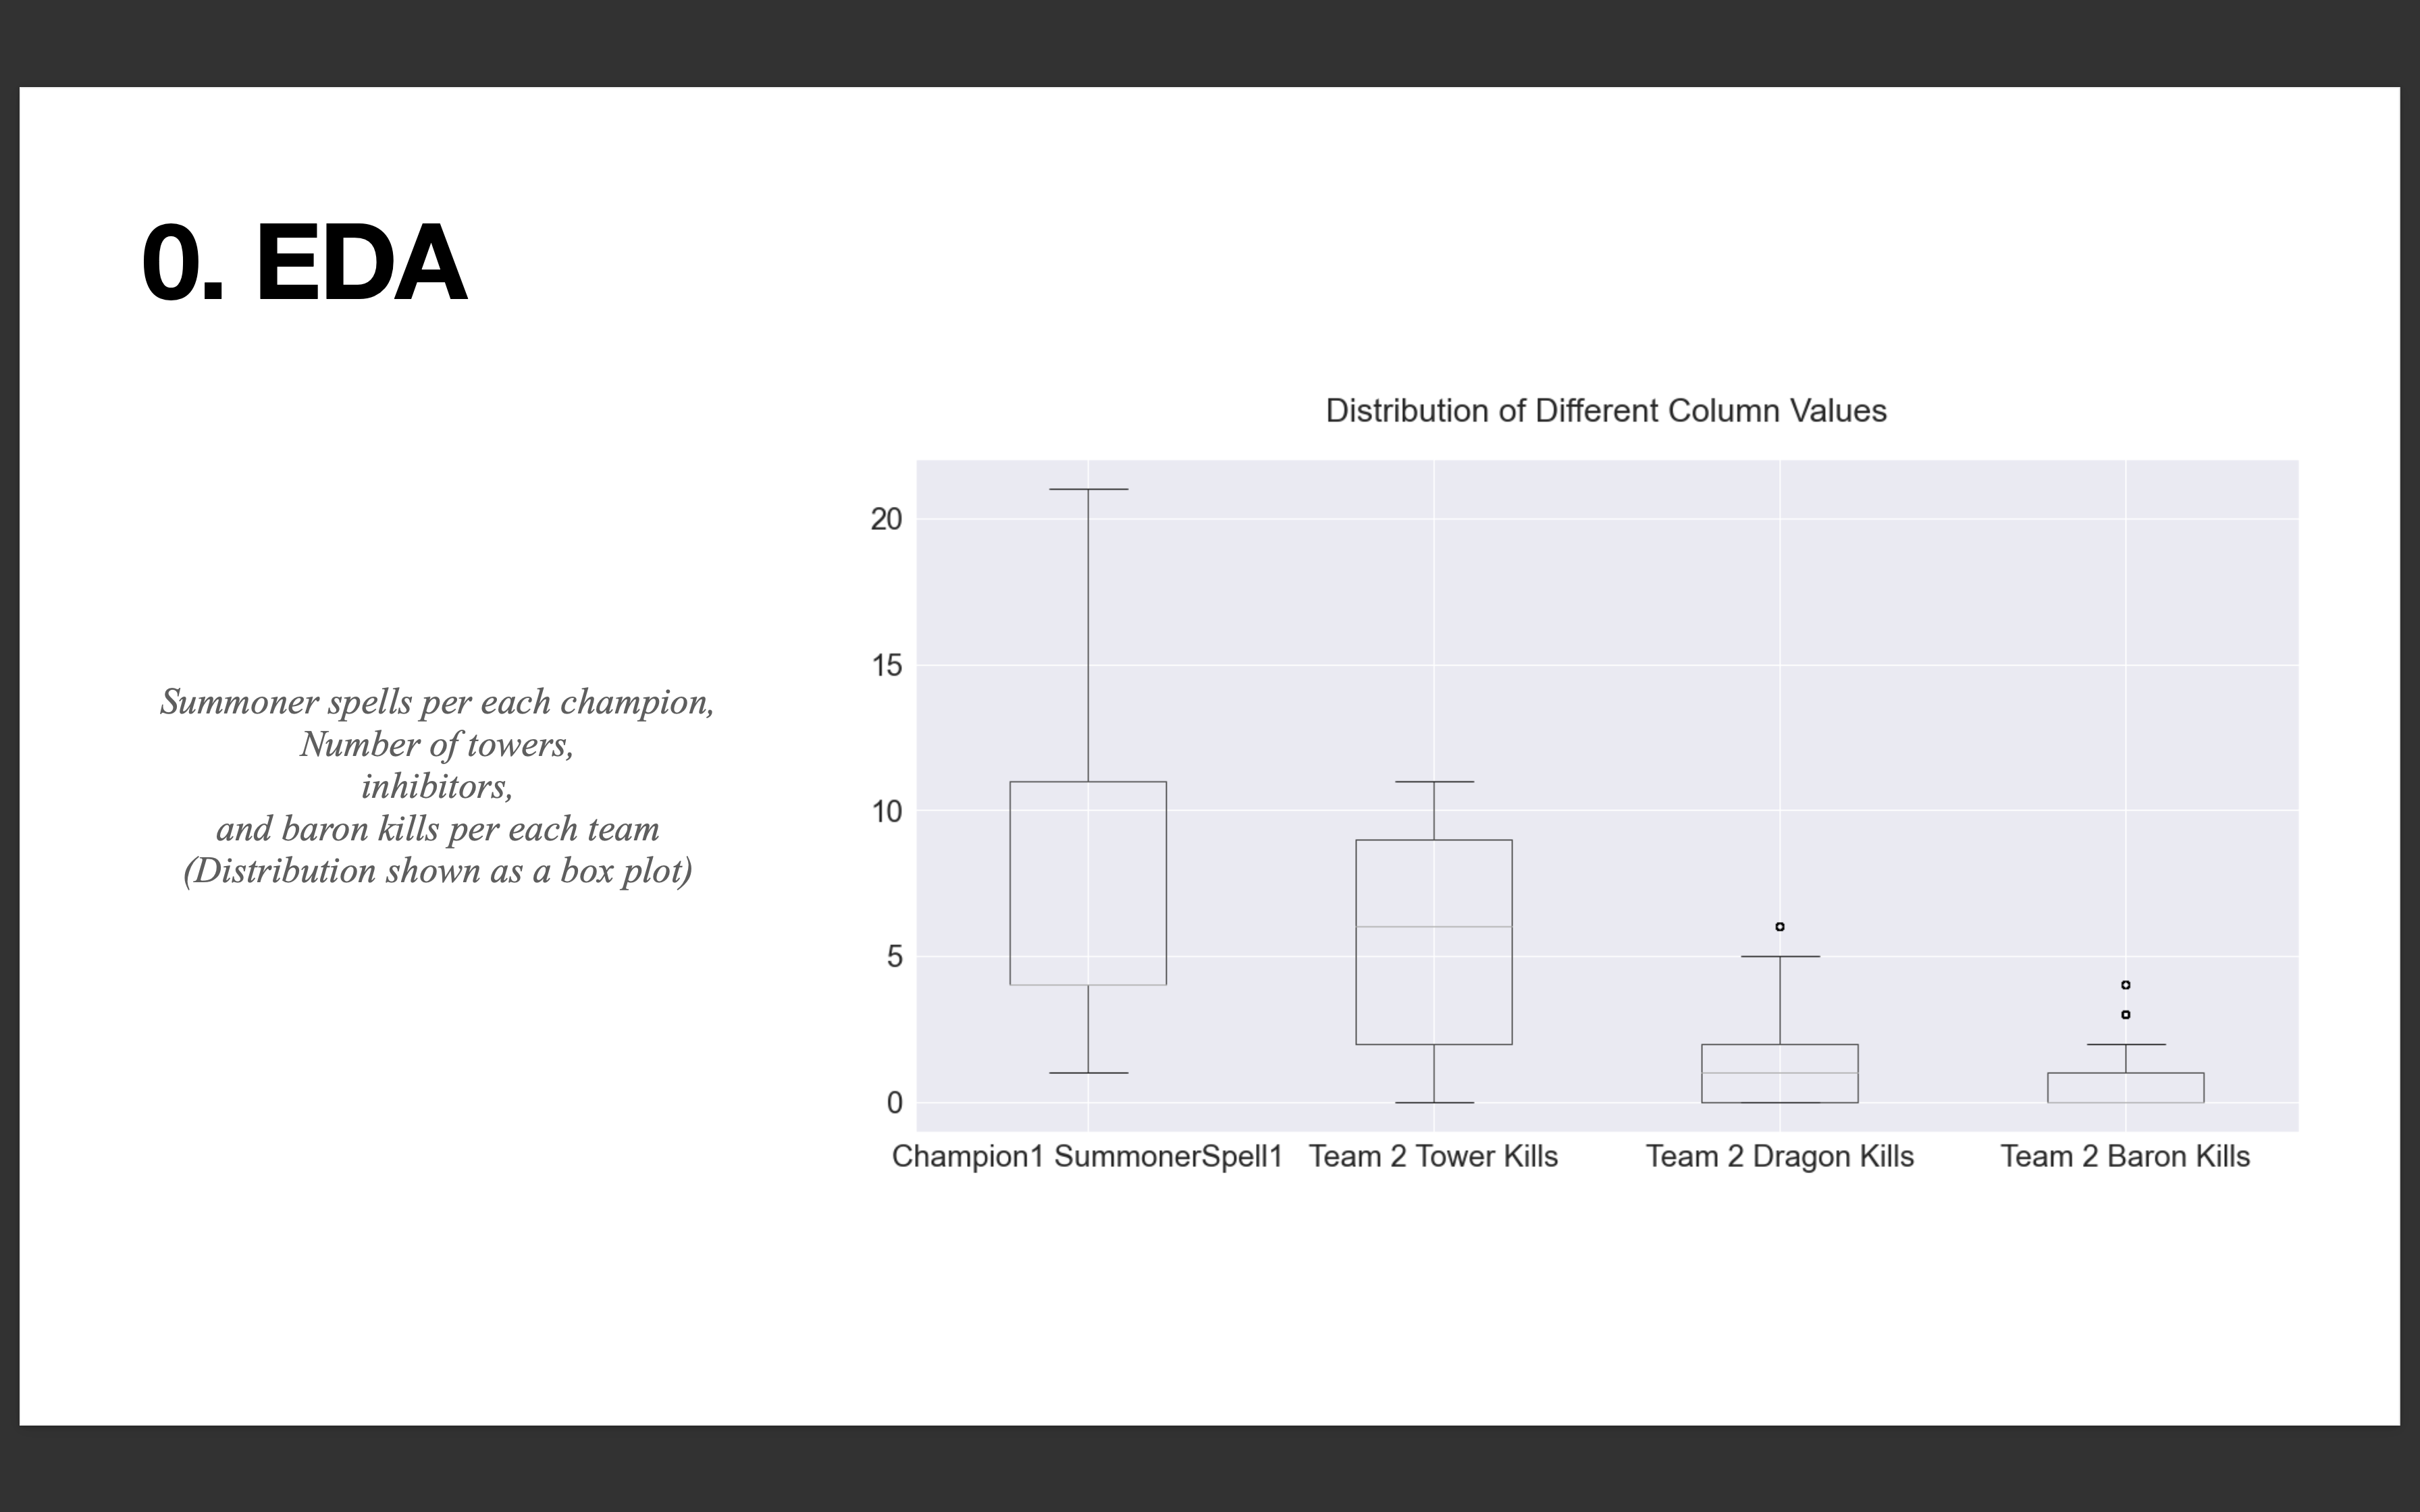 0. EDA
Summoner spells per each champion,
Number of towers,
inhibitors,
and baron kills per each team
(Distribution shown as a box plot)
Distribution of Different Column Values
20
15
10
5
0
Champion1 SummonerSpell1 Team 2 Tower Kills Team 2 Dragon Kills Team 2 Baron Kills